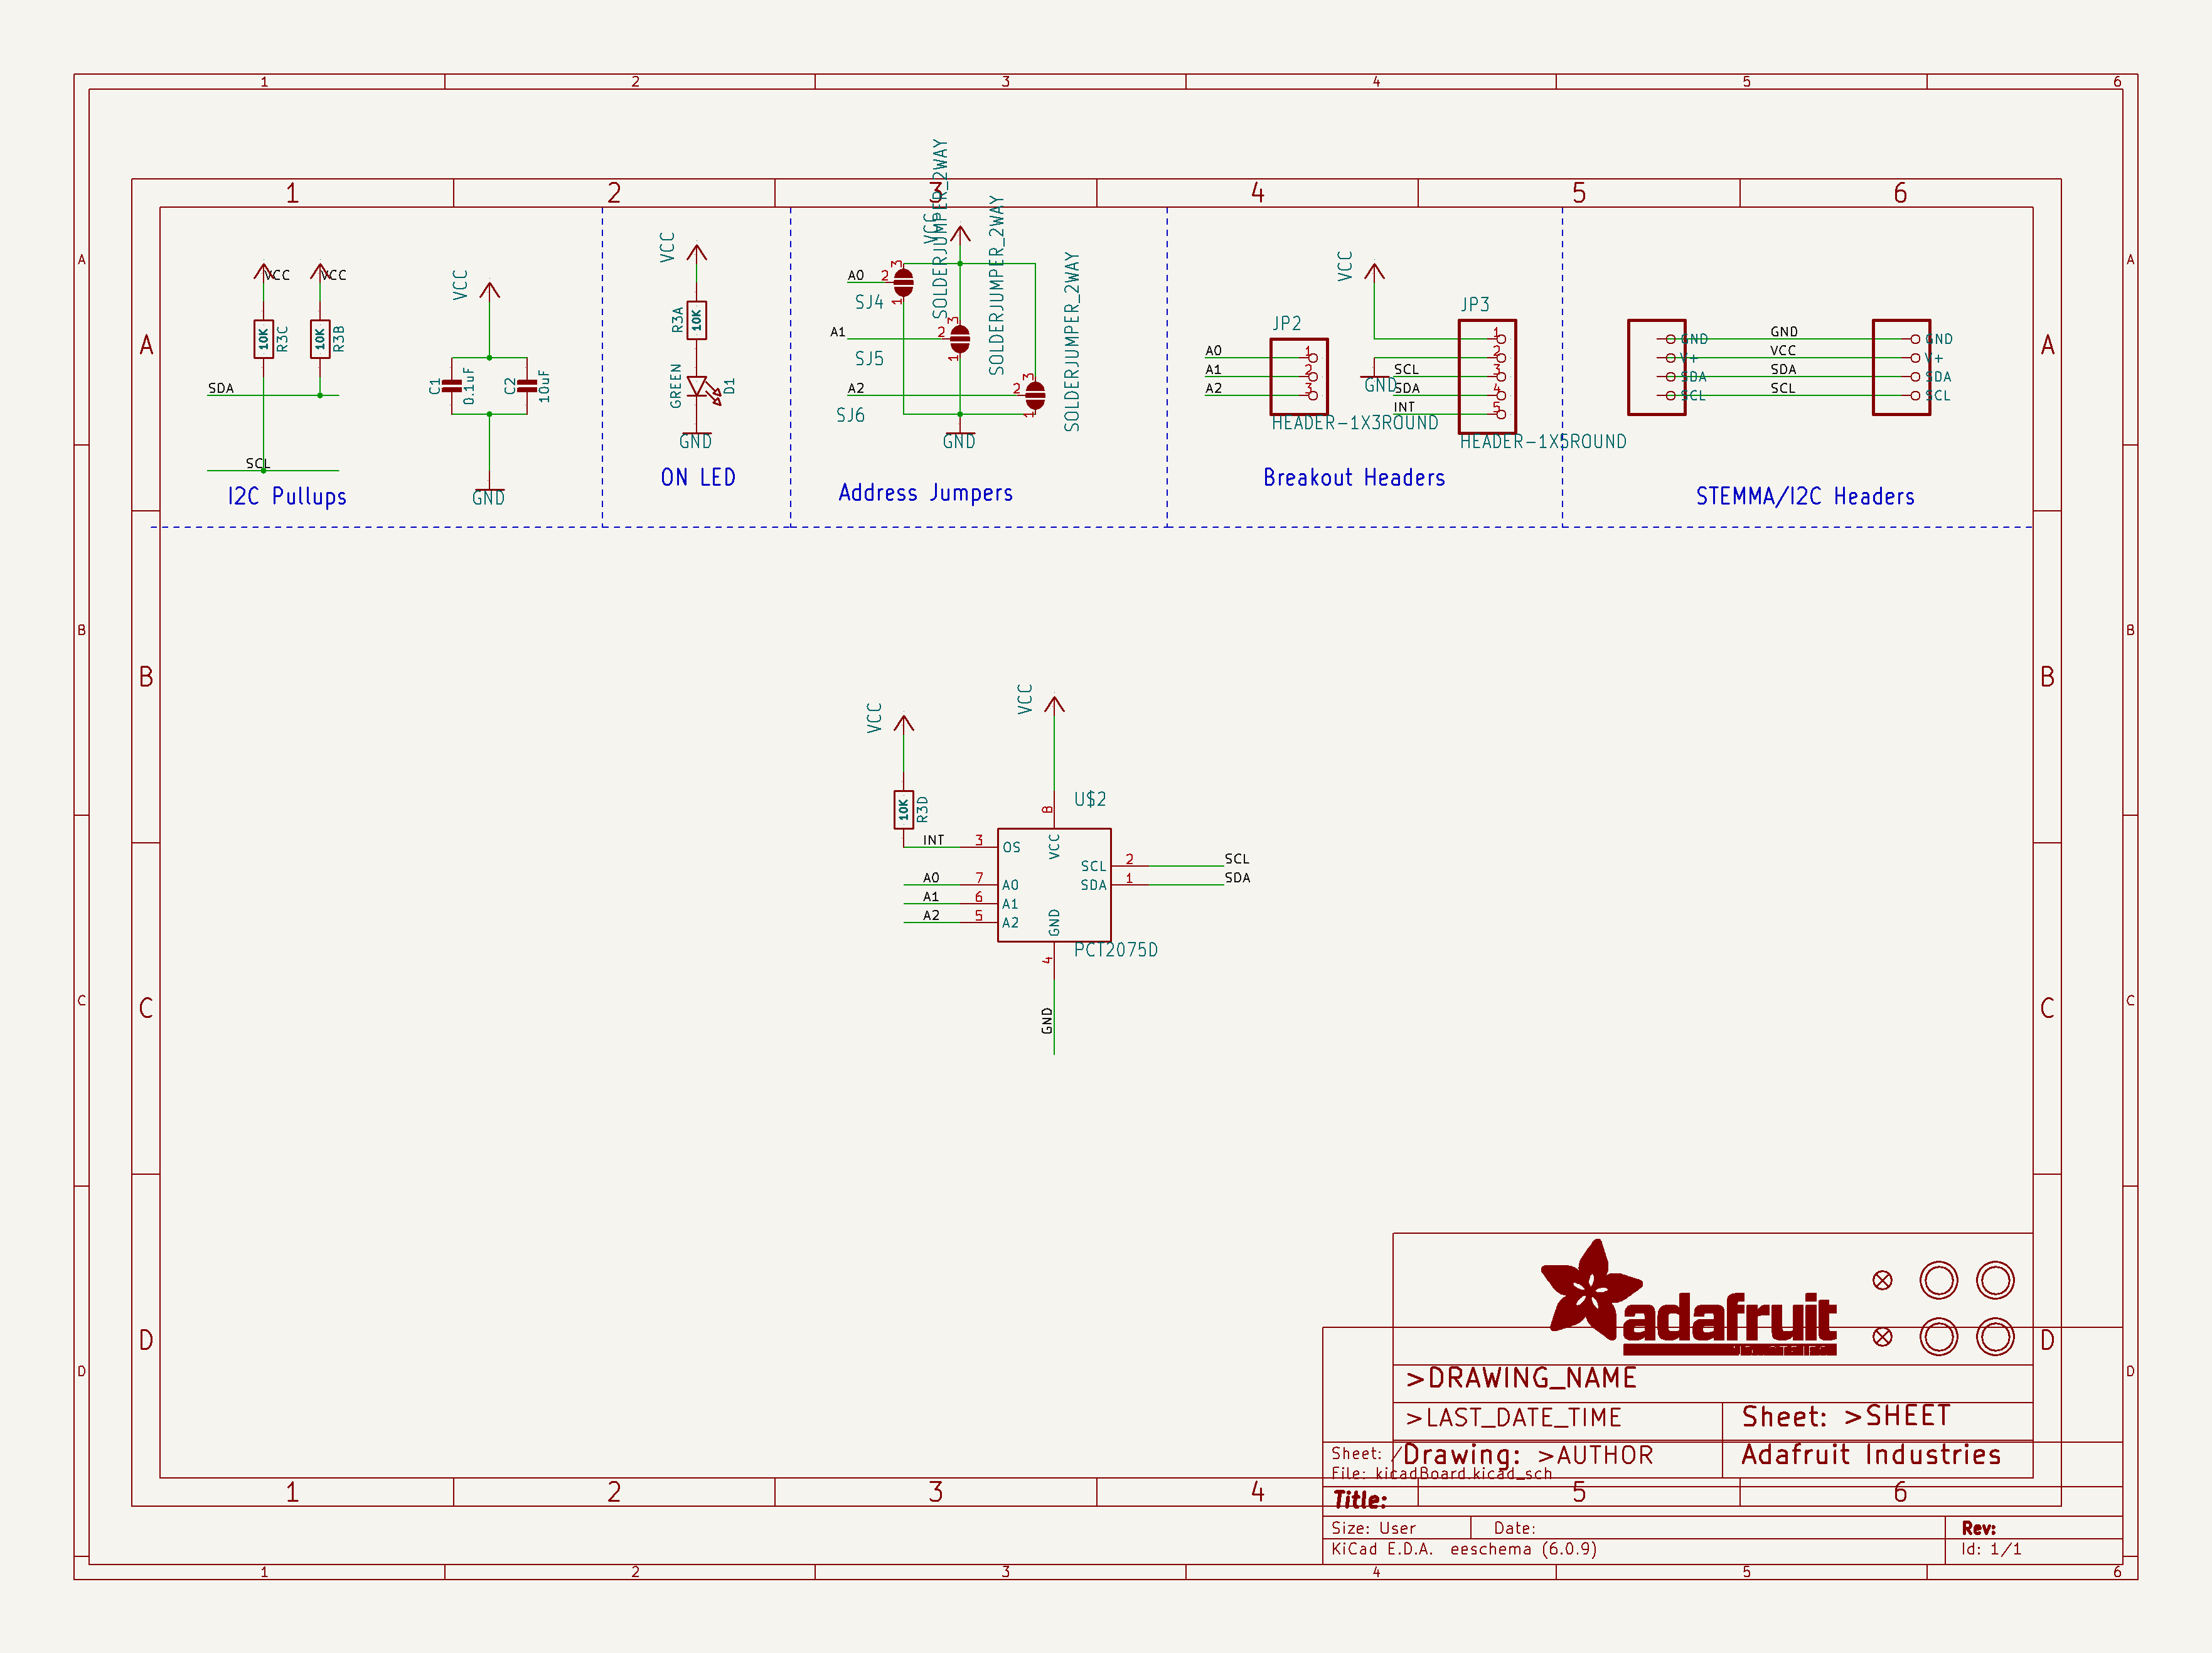 1 2 3 4 5 6
1 2 3 4 5 6
A A A A
VCC VCC
10K R3C 10K R3B
SDA
SCL
I2C Pullups
VCC
C1 0.1uF C2 10uF
GND
VCC
R3A 10K
GREEN D1
GND
ON LED
VCC
SOLDERJUMPER_2WAY
SOLDERJUMPER_2WAY
SOLDERJUMPER_2WAY
A0 2 3 1
SJ4
A1 2 3 1
SJ5
A2 2 3 1
SJ6
GND
Address Jumpers
JP2
A0 1
A1 2
A2 3
HEADER-1X3ROUND
VCC
JP3
1
2
GND
SCL 3
SDA 4
INT 5
HEADER-1X5ROUND
Breakout Headers
GND GND GND
V+ VCC V+
SDA SDA SDA
SCL SCL SCL
STEMMA/I2C Headers
B B B B
VCC VCC
10K R3D
8 U$2
INT 3 OS VCC
SCL 2 SCL
A0 7 A0 SDA 1 SDA
A1 6 A1
A2 5 A2 GND
PCT2075D
4
GND
C C C C
D D D D
adafruit
>DRAWING_NAME
>LAST_DATE_TIME Sheet: >SHEET
Sheet: /
Drawing: >AUTHOR Adafruit Industries
File: kicadBoard.kicad_sch
Title:
Size: User Date: Rev:
KiCad E.D.A. eeschema (6.0.9) Id: 1/1
1 2 3 4 5 6
1 2 3 4 5 6